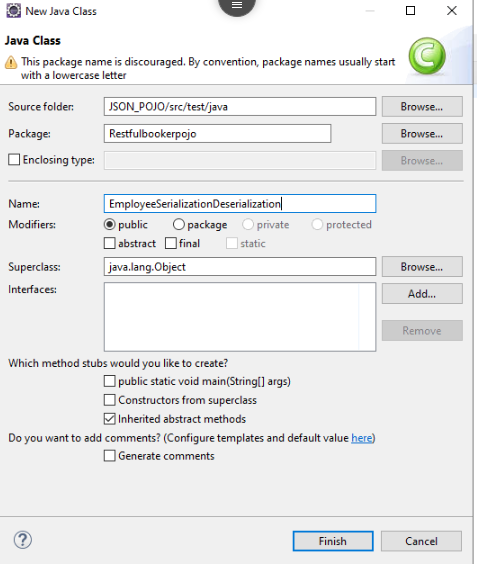 New Java Class
Java Class
This package name is discouraged. By convention, package names usually start
with a lowercase letter
Source folder: JSON_POJO/src/test/java Browse...
Package: Restfulbookerpojo Browse...
Enclosing type: Browse...
Name: EmployeeSerializationDeserialization
Modifiers: public package private protected
abstract final static
Superclass: java.lang.Object Browse...
Interfaces: Add...
Remove
Which method stubs would you like to create?
public static void main(String[] args)
Constructors from superclass
Inherited abstract methods
Do you want to add comments? (Configure templates and default value here)
Generate comments
Finish Cancel